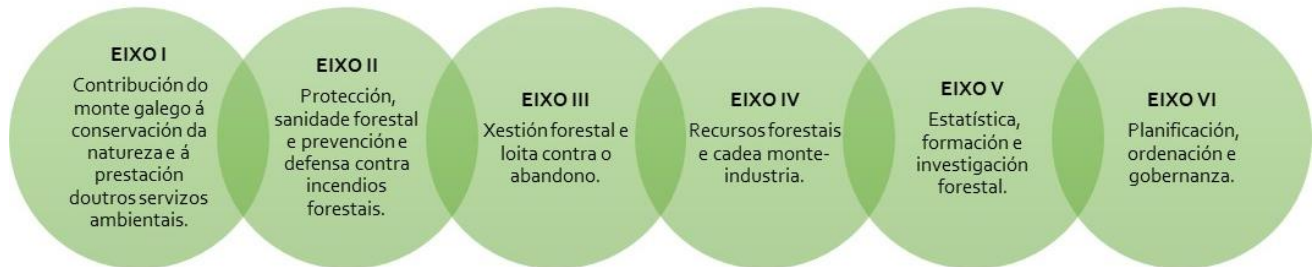 EIXO I
Contribución do
monte galego á
conservación da
natureza e á
prestación
doutros servizos
ambientais.
EIXO II
Protección,
sanidade forestal
e prevención e
defensa contra
incendios
forestais.
EIXO III
Xestión forestal e
loita contra o
abandono.
EIXO IV
Recursos forestais
e cadea monte-
industria.
EIXO V
Estatística,
formación e
investigación
forestal.
EIXO VI
Planificación,
ordenación e
gobernanza.